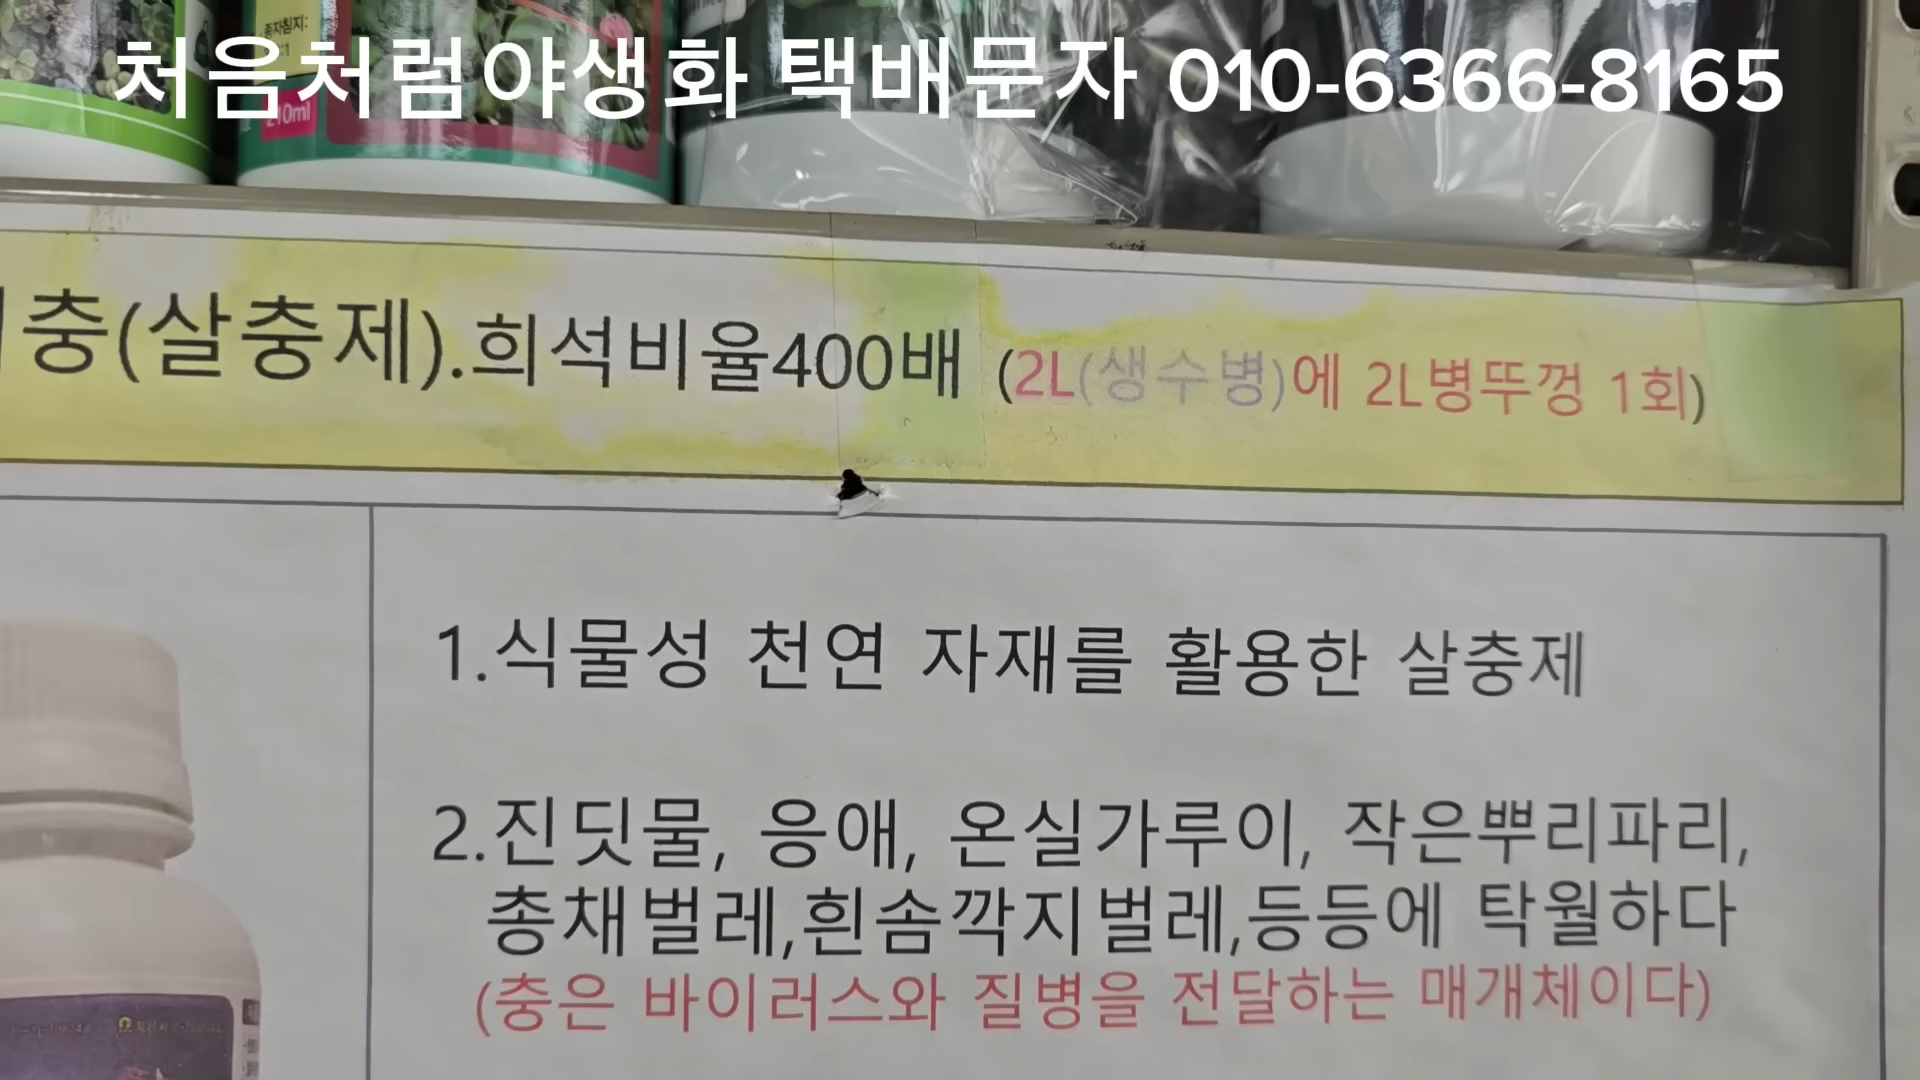 종자침지:
처음처럼야생화 택배문자 010-6366-8165
210ml
충(살충제).희석비율400배 (2L(생수병)에 2L병뚜껑 1회)
1.식물성 천연 자재를 활용한 살충제
2.진딧물, 응애, 온실가루이, 작은뿌리파리,
총채벌레,흰솜깍지벌레,등등에 탁월하다
(충은 바이러스와 질병을 전달하는 매개체이다)